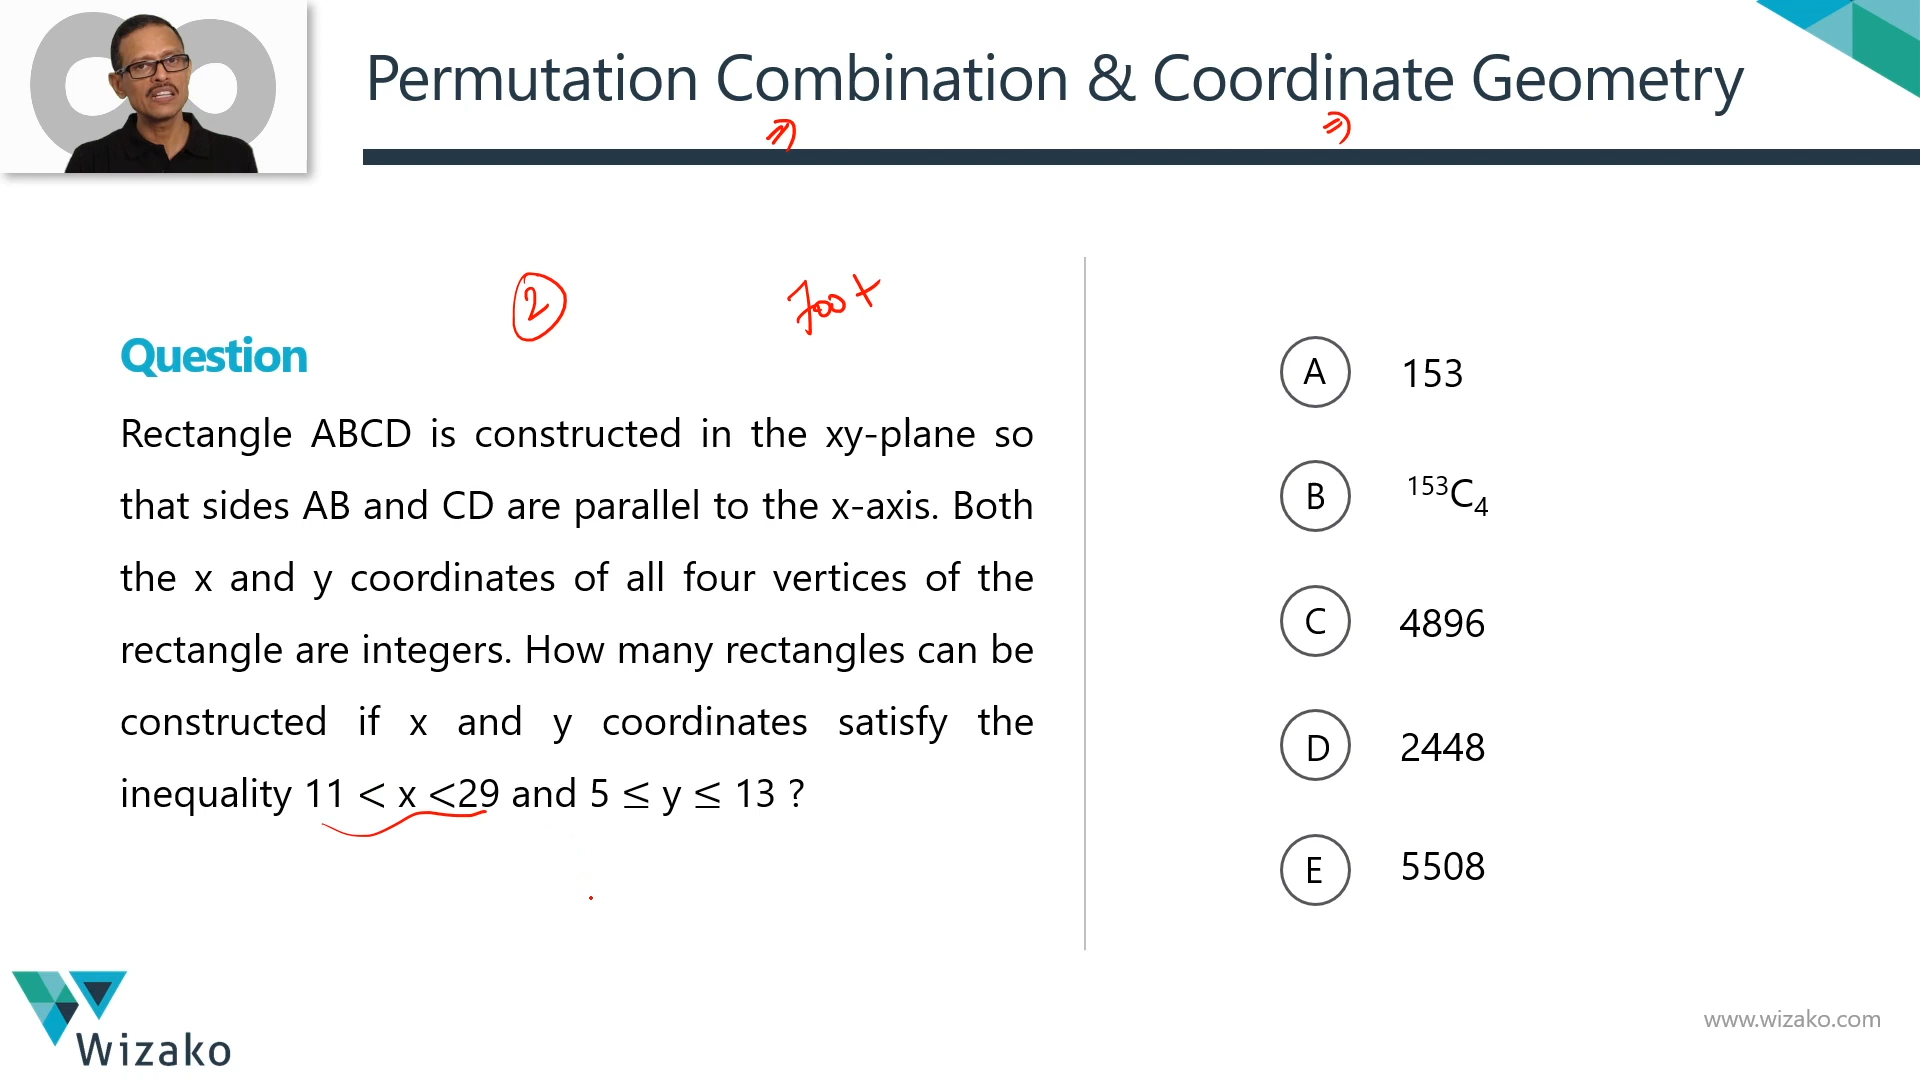 Permutation Combination & Coordinate Geometry
2
700+
Question
Rectangle ABCD is constructed in the xy-plane so
that sides AB and CD are parallel to the x-axis. Both
the x and y coordinates of all four vertices of the
rectangle are integers. How many rectangles can be
constructed if x and y coordinates satisfy the
inequality 11 < x <29 and 5 ≤ y ≤ 13 ?
A 153
B ¹⁵³C₄
C 4896
D 2448
E 5508
Wizako
www.wizako.com